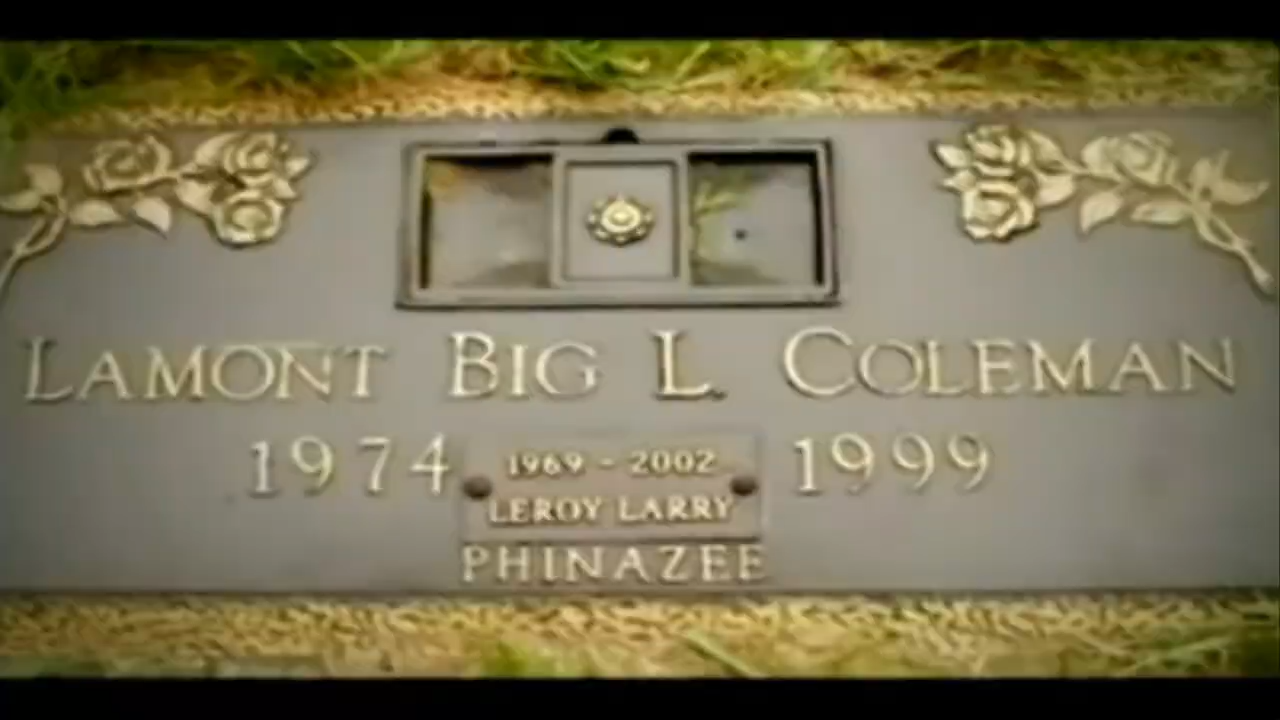 LAMONT BIG L. COLEMAN
1974 1999
1969 - 2002
LEROY LARRY
PHINAZEE